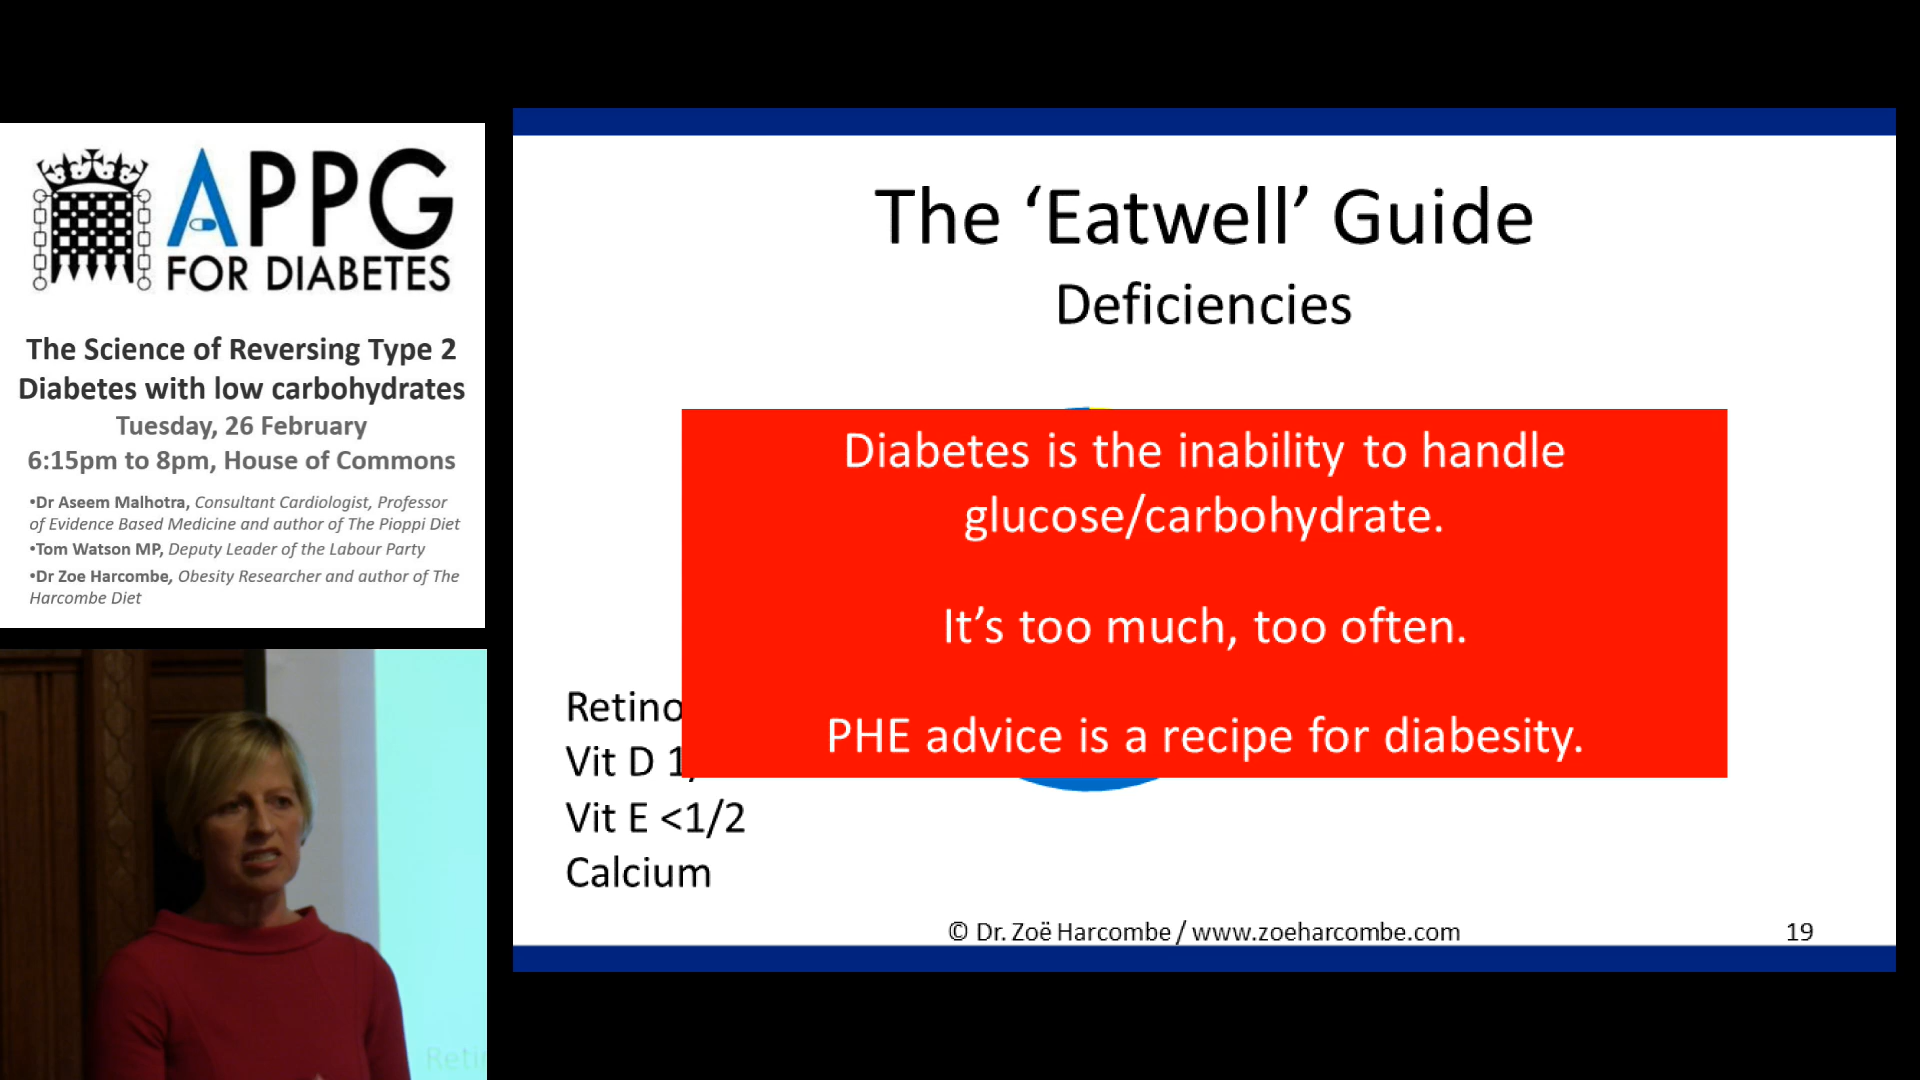 APPG
FOR DIABETES
The Science of Reversing Type 2
Diabetes with low carbohydrates
Tuesday, 26 February
6:15pm to 8pm, House of Commons
•Dr Aseem Malhotra, Consultant Cardiologist, Professor
of Evidence Based Medicine and author of The Pioppi Diet
•Tom Watson MP, Deputy Leader of the Labour Party
•Dr Zoe Harcombe, Obesity Researcher and author of The
Harcombe Diet
The ‘Eatwell’ Guide
Deficiencies
Diabetes is the inability to handle
glucose/carbohydrate.
It’s too much, too often.
PHE advice is a recipe for diabesity.
Retino
Vit D 1/
Vit E <1/2
Calcium
© Dr. Zoë Harcombe / www.zoeharcombe.com
19
Reti